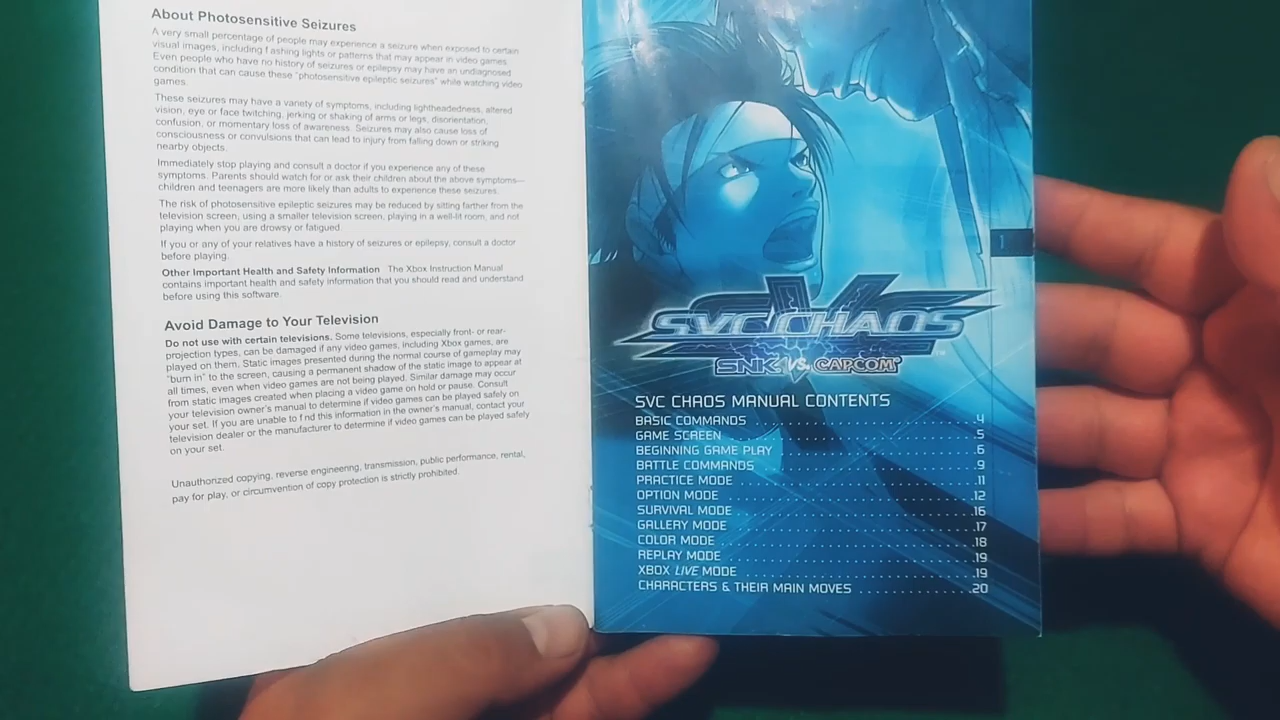 About Photosensitive Seizures
A very small percentage of people may experience a seizure when exposed to certain
visual images, including f ashing lights or patterns that may appear in video games.
Even people who have no history of seizures or epilepsy may have an undiagnosed
condition that can cause these "photosensitive epileptic seizures" while watching video
games.
These seizures may have a variety of symptoms, including lightheadedness, altered
vision, eye or face twitching, jerking or shaking of arms or legs, disorientation,
confusion, or momentary loss of awareness. Seizures may also cause loss of
consciousness or convulsions that can lead to injury from falling down or striking
nearby objects.
Immediately stop playing and consult a doctor if you experience any of these
symptoms. Parents should watch for or ask their children about the above symptoms—
children and teenagers are more likely than adults to experience these seizures.
The risk of photosensitive epileptic seizures may be reduced by sitting farther from the
television screen, using a smaller television screen, playing in a well-lit room, and not
playing when you are drowsy or fatigued.
If you or any of your relatives have a history of seizures or epilepsy, consult a doctor
before playing.
Other Important Health and Safety Information The Xbox Instruction Manual
contains important health and safety information that you should read and understand
before using this software.
Avoid Damage to Your Television
Do not use with certain televisions. Some televisions, especially front- or rear-
projection types, can be damaged if any video games, including Xbox games, are
played on them. Static images presented during the normal course of gameplay may
"burn in" to the screen, causing a permanent shadow of the static image to appear at
all times, even when video games are not being played. Similar damage may occur
from static images created when placing a video game on hold or pause. Consult
your television owner's manual to determine if video games can be played safely on
your set. If you are unable to f nd this information in the owner's manual, contact your
television dealer or the manufacturer to determine if video games can be played safely
on your set.
Unauthorized copying, reverse engineering, transmission, public performance, rental,
pay for play, or circumvention of copy protection is strictly prohibited.
1
SVC CHAOS
™
SNK VS. CAPCOM®
SVC CHAOS MANUAL CONTENTS
BASIC COMMANDS ........................4
GAME SCREEN ........................5
BEGINNING GAME PLAY ........................6
BATTLE COMMANDS ........................9
PRACTICE MODE ........................11
OPTION MODE ........................12
SURVIVAL MODE ........................16
GALLERY MODE ........................17
COLOR MODE ........................18
REPLAY MODE ........................19
XBOX LIVE MODE ........................19
CHARACTERS & THEIR MAIN MOVES ............20